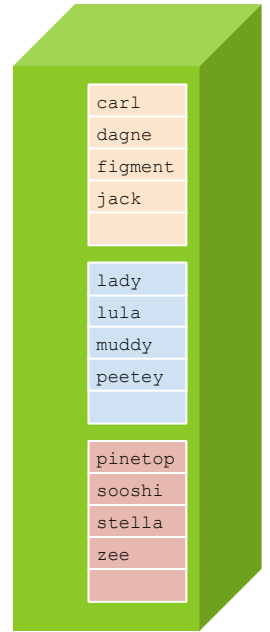 carl
dagne
figment
jack
lady
lula
muddy
peetey
pinetop
sooshi
stella
zee